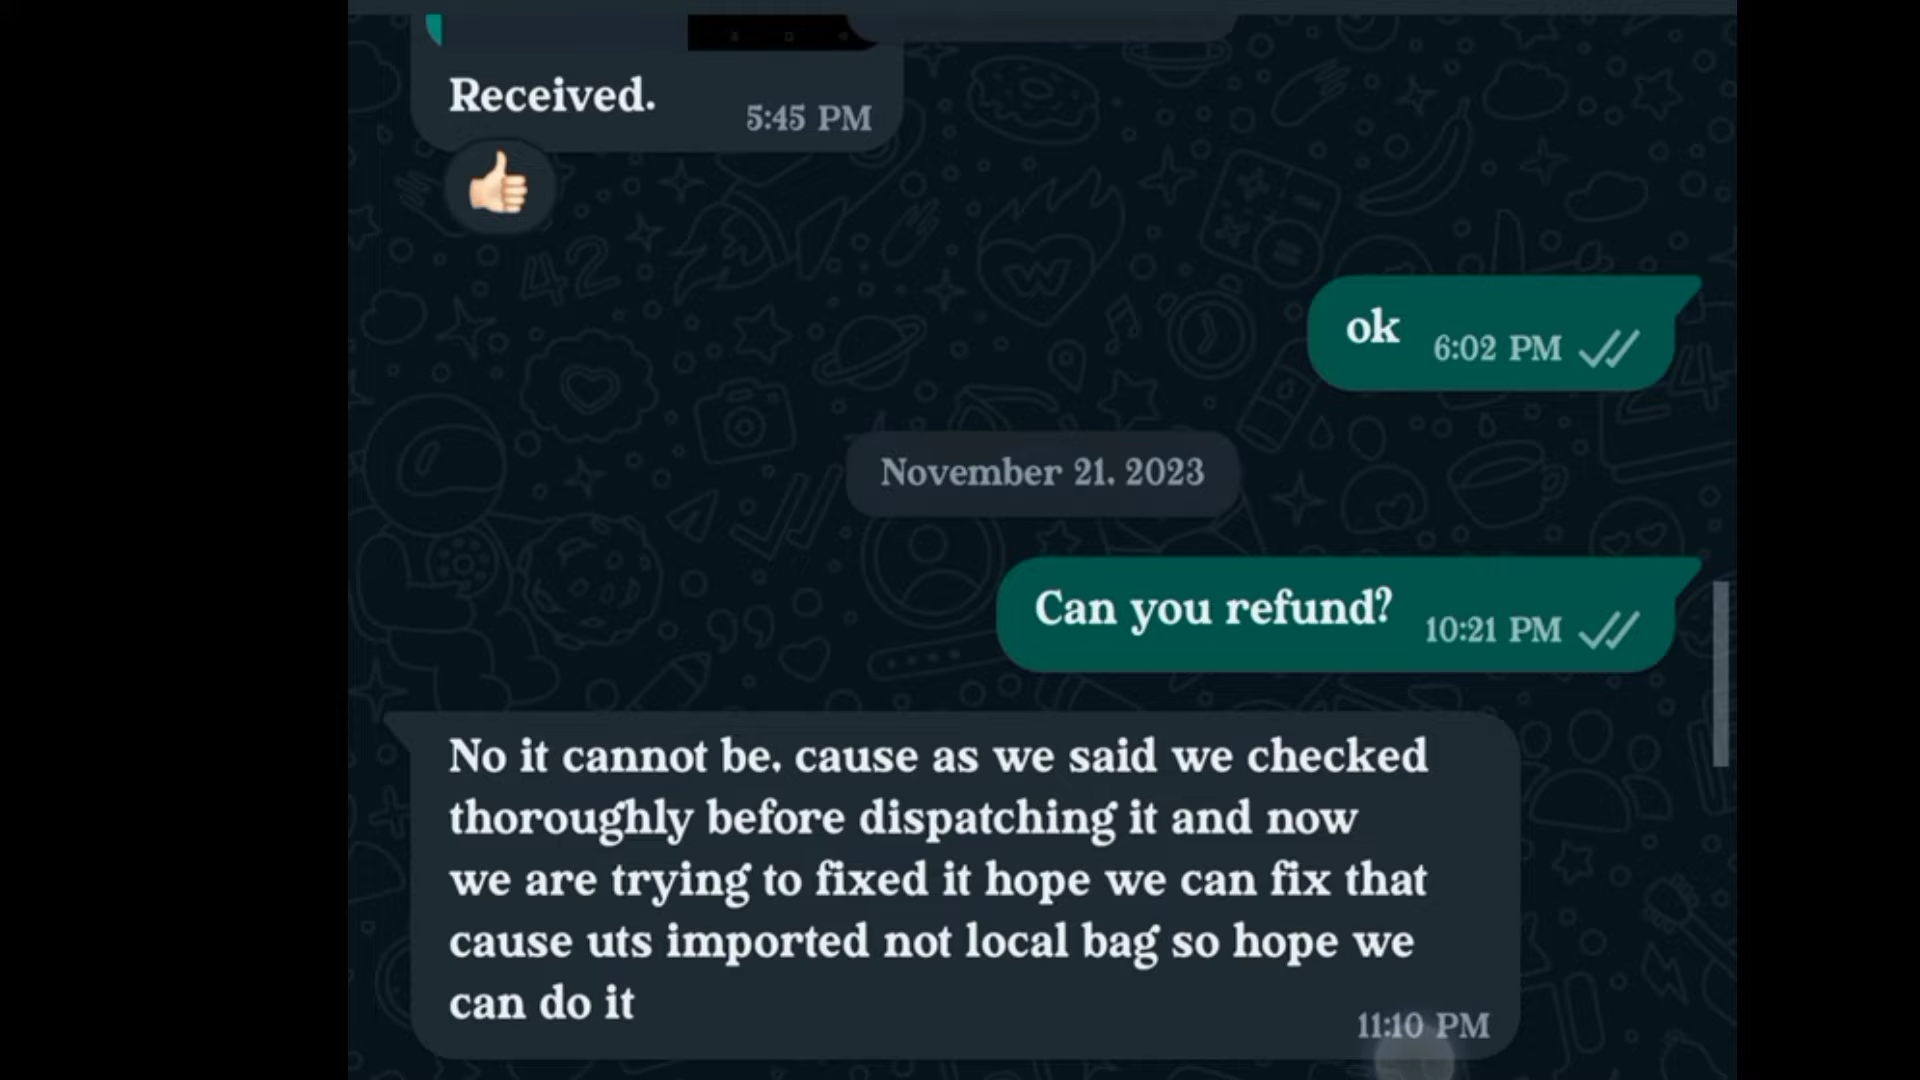 Received.
5:45 PM
ok
6:02 PM
November 21, 2023
Can you refund?
10:21 PM
No it cannot be, cause as we said we checked
thoroughly before dispatching it and now
we are trying to fixed it hope we can fix that
cause uts imported not local bag so hope we
can do it
11:10 PM